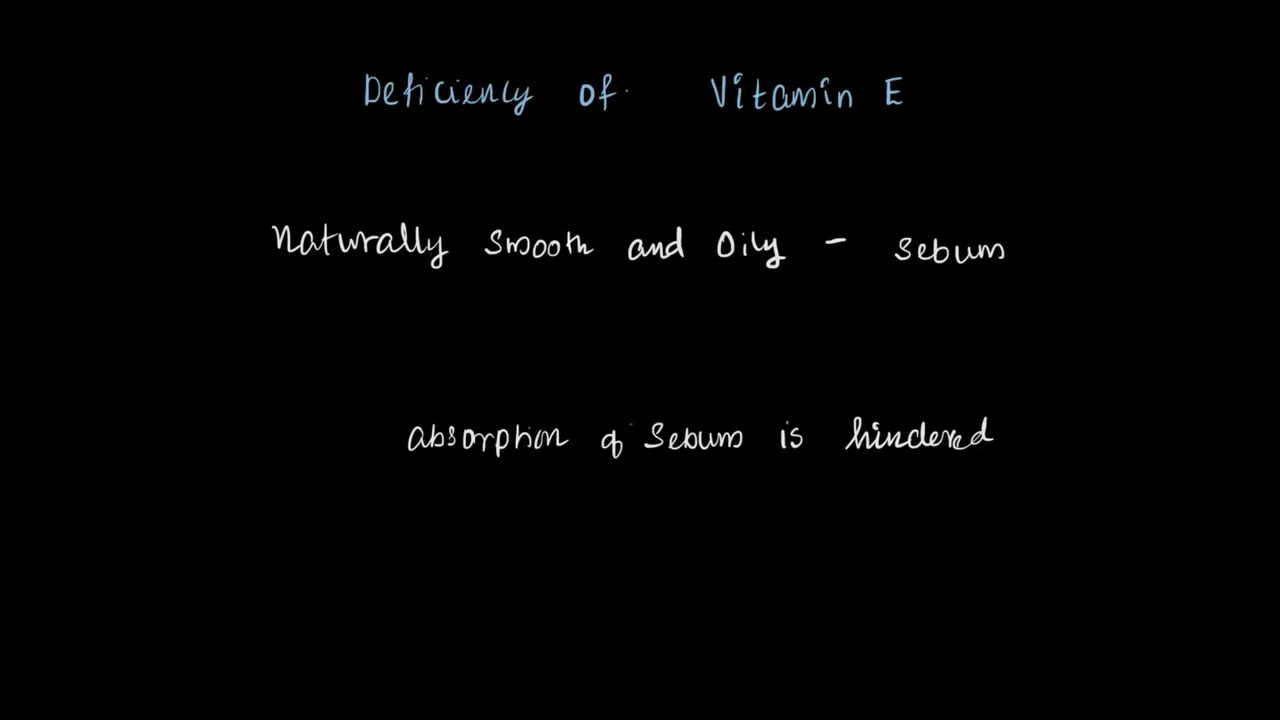 Deficiency of Vitamin E
Naturally smooth and Oily - sebum
absorption of sebum is hindered